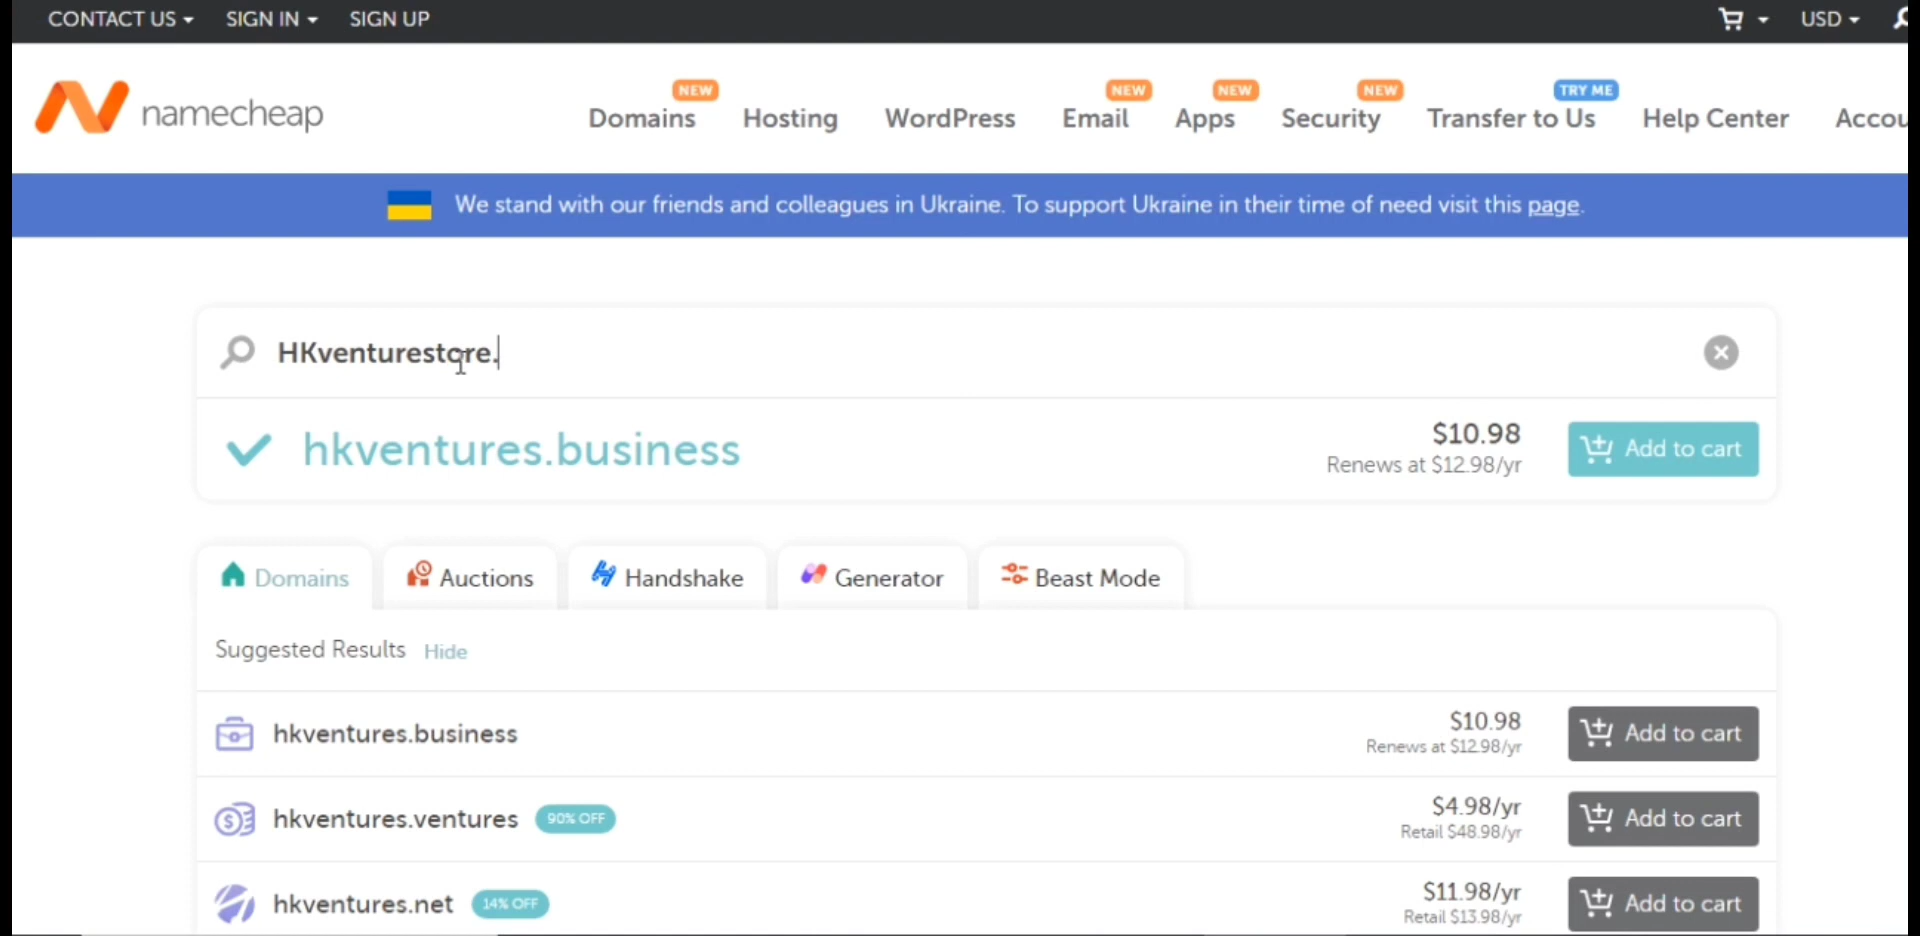 CONTACT US SIGN IN SIGN UP USD
namecheap
NEW NEW NEW NEW TRY ME
Domains Hosting WordPress Email Apps Security Transfer to Us Help Center Accou
We stand with our friends and colleagues in Ukraine. To support Ukraine in their time of need visit this page.
HKventurestore.
hkventures.business $10.98 Add to cart
Renews at $12.98/yr
Domains Auctions Handshake Generator Beast Mode
Suggested Results Hide
hkventures.business $10.98 Add to cart
Renews at $12.98/yr
hkventures.ventures 90% OFF $4.98/yr Add to cart
Retail $48.98/yr
hkventures.net 14% OFF $11.98/yr Add to cart
Retail $13.98/yr